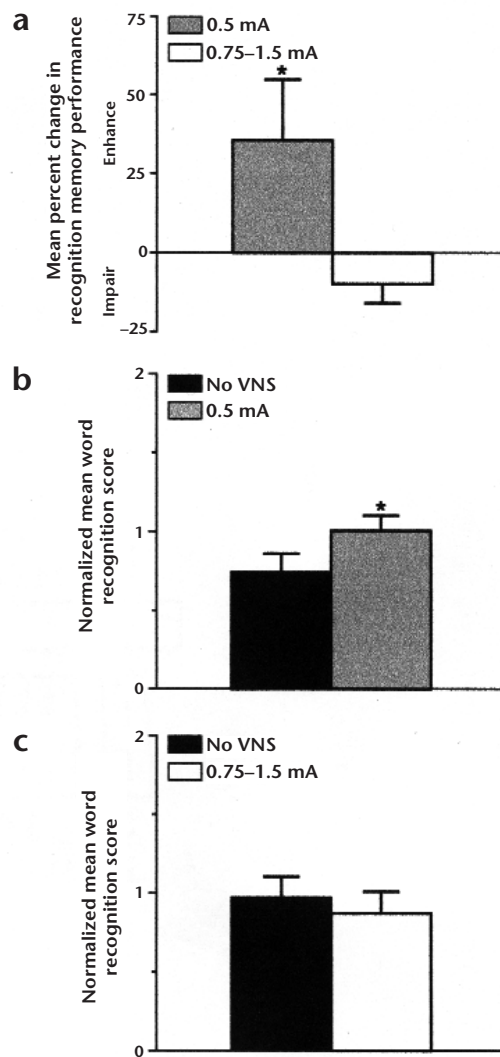 a
Mean percent change in
recognition memory performance
Impair Enhance
75
50
25
0
−25
0.5 mA
0.75–1.5 mA
*
b
Normalized mean word
recognition score
2
1
0
No VNS
0.5 mA
*
c
Normalized mean word
recognition score
2
1
0
No VNS
0.75–1.5 mA